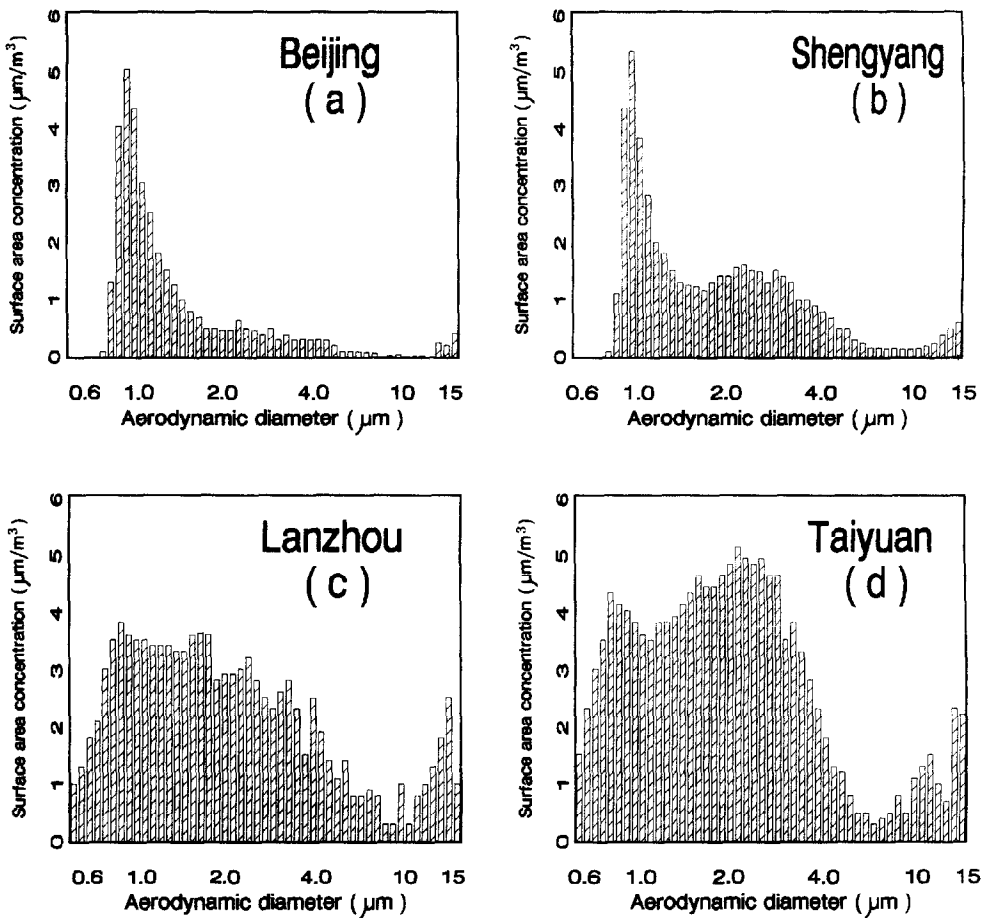 Beijing
( a )
Surface area concentration ( µm/m³ )
6
5
4
3
2
1
0
0.6 1.0 2.0 4.0 10 15
Aerodynamic diameter ( µm )
Shengyang
( b )
Surface area concentration ( µm/m³ )
6
5
4
3
2
1
0
0.6 1.0 2.0 4.0 10 15
Aerodynamic diameter ( µm )
Lanzhou
( c )
Surface area concentration ( µm/m³ )
6
5
4
3
2
1
0
0.6 1.0 2.0 4.0 10 15
Aerodynamic diameter ( µm )
Taiyuan
( d )
Surface area concentration ( µm/m³ )
6
5
4
3
2
1
0
0.6 1.0 2.0 4.0 10 15
Aerodynamic diameter ( µm )